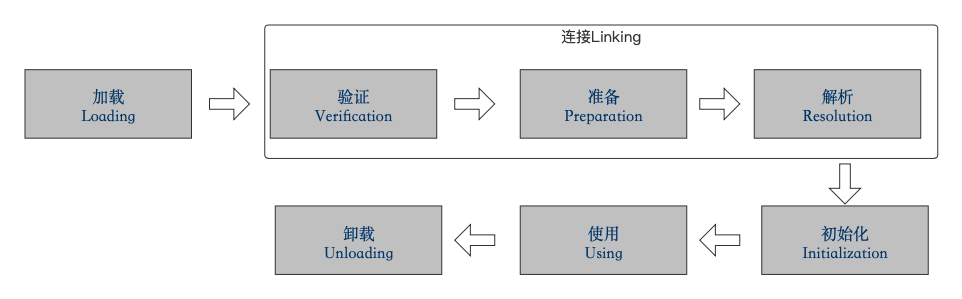 连接Linking
加载
Loading
验证
Verification
准备
Preparation
解析
Resolution
初始化
Initialization
使用
Using
卸载
Unloading